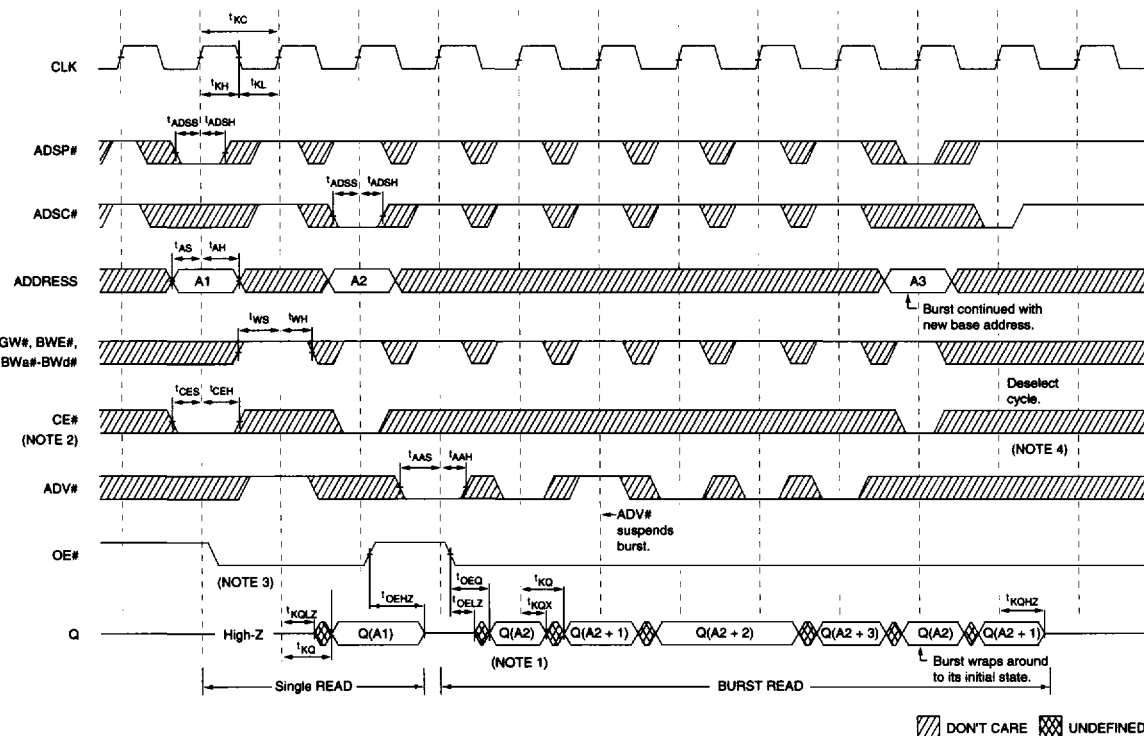 tKC
CLK
tKH tKL
tADSS tADSH
ADSP#
tADSS tADSH
ADSC#
tAS tAH
ADDRESS A1 A2 A3
Burst continued with
new base address.
tWS tWH
GW#, BWE#,
BWa#-BWd#
tCES tCEH
Deselect
cycle.
CE#
(NOTE 2)
(NOTE 4)
tAAS tAAH
ADV#
ADV#
suspends
burst.
OE#
(NOTE 3)
tOEHZ tOEQ tOELZ tKQ tKQX tKQHZ
tKQLZ
Q High-Z Q(A1) Q(A2) Q(A2 + 1) Q(A2 + 2) Q(A2 + 3) Q(A2) Q(A2 + 1)
tKQ
(NOTE 1)
Burst wraps around
to its initial state.
Single READ BURST READ
DON'T CARE UNDEFINED